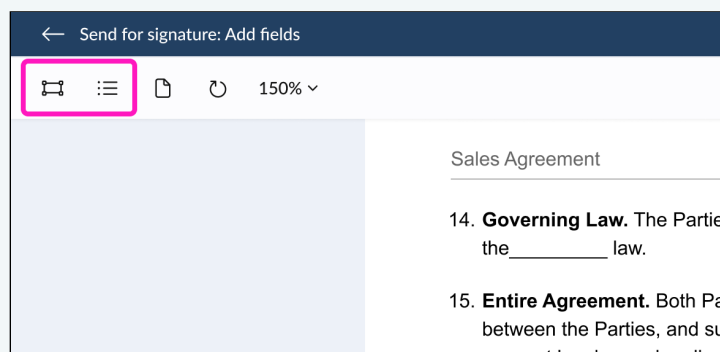 Send for signature: Add fields
150%
Sales Agreement
14. Governing Law. The Partie
the__________ law.
15. Entire Agreement. Both Pa
between the Parties, and su